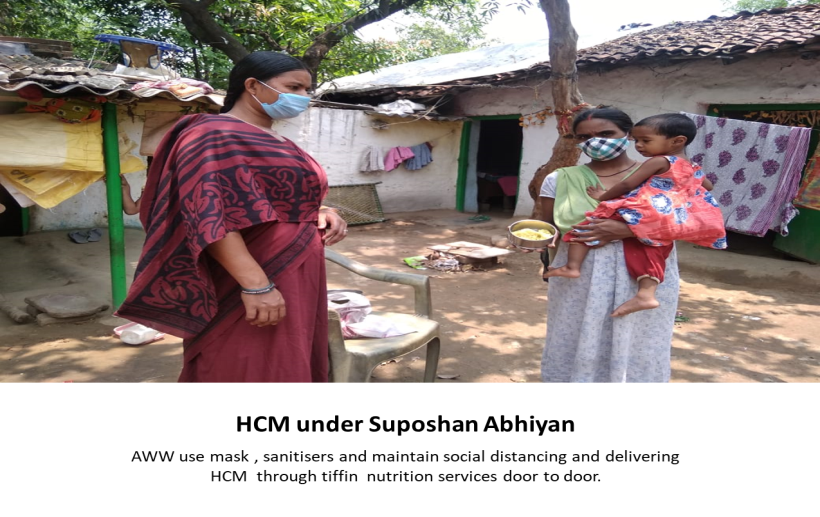 HCM under Suposhan Abhiyan
AWW use mask , sanitisers and maintain social distancing and delivering
HCM through tiffin nutrition services door to door.